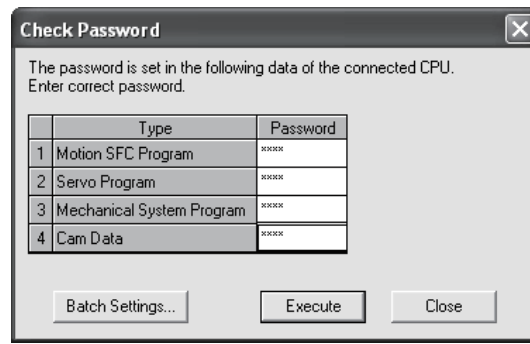 Check Password
The password is set in the following data of the connected CPU.
Enter correct password.
Type Password
1 Motion SFC Program ****
2 Servo Program ****
3 Mechanical System Program ****
4 Cam Data ****
Batch Settings... Execute Close